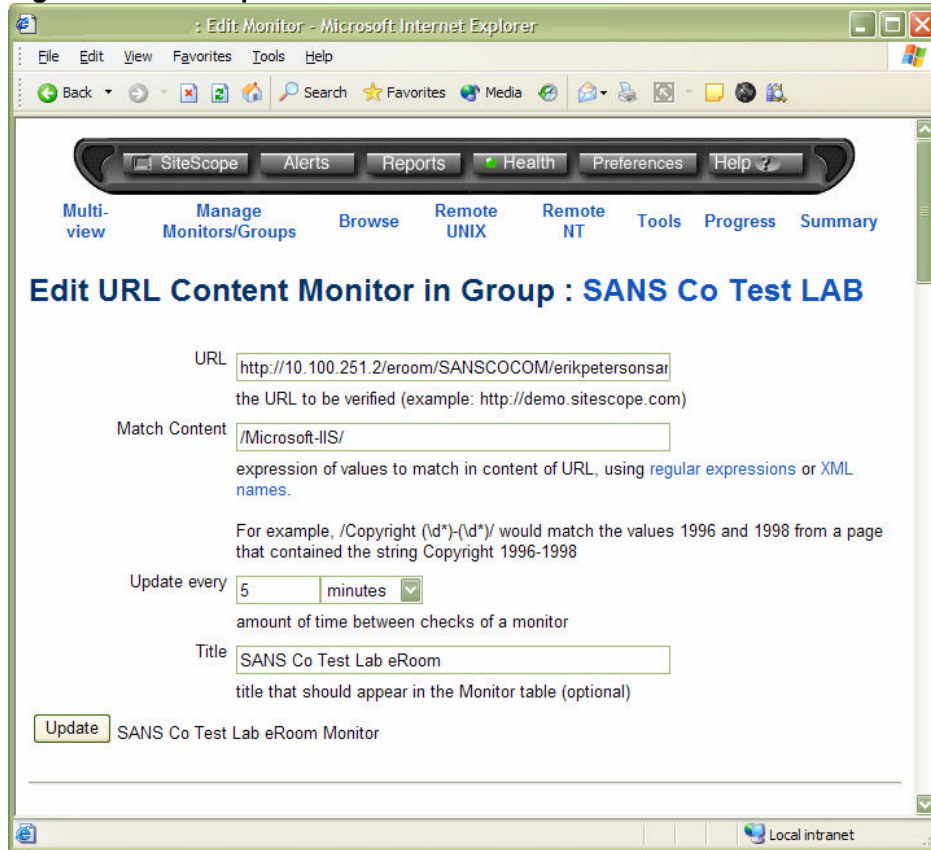 : Edit Monitor - Microsoft Internet Explorer
File Edit View Favorites Tools Help
Back Search Favorites Media
SiteScope Alerts Reports Health Preferences Help ?
Multi-view Manage Monitors/Groups Browse Remote UNIX Remote NT Tools Progress Summary
Edit URL Content Monitor in Group : SANS Co Test LAB
URL http://10.100.251.2/eroom/SANSCOCOM/erikpetersonsar
the URL to be verified (example: http://demo.sitescope.com)
Match Content /Microsoft-IIS/
expression of values to match in content of URL, using regular expressions or XML
names.
For example, /Copyright (\d*)-(\d*)/ would match the values 1996 and 1998 from a page
that contained the string Copyright 1996-1998
Update every 5 minutes
amount of time between checks of a monitor
Title SANS Co Test Lab eRoom
title that should appear in the Monitor table (optional)
Update SANS Co Test Lab eRoom Monitor
Local intranet